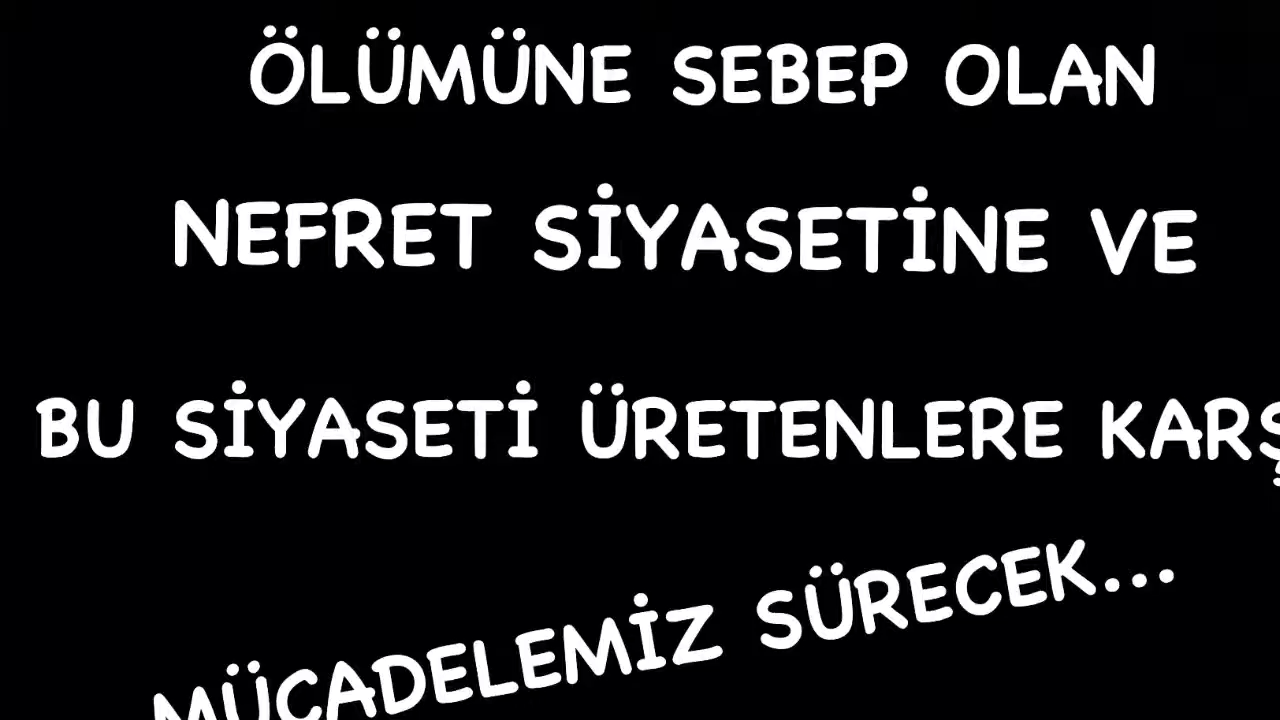 ÖLÜMÜNE SEBEP OLAN
NEFRET SİYASETİNE VE
BU SİYASETİ ÜRETENLERE KARŞ
MÜCADELEMİZ SÜRECEK...